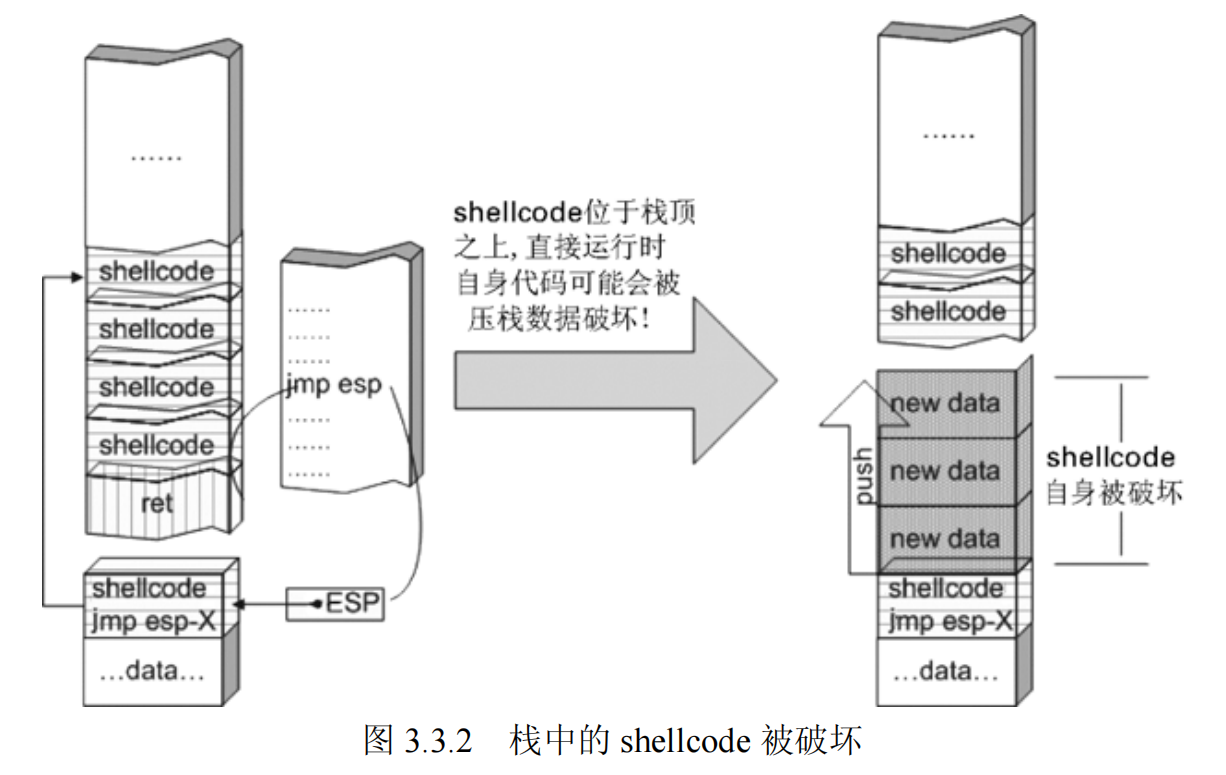 ……
shellcode
shellcode
shellcode
shellcode
ret
shellcode
jmp esp-X
…data…
……
……
……
jmp esp
……
……
……
ESP
shellcode位于栈顶
之上,直接运行时
自身代码可能会被
压栈数据破坏!
……
shellcode
shellcode
new data
new data
new data
push
shellcode
jmp esp-X
…data…
shellcode
自身被破坏
图 3.3.2 栈中的 shellcode 被破坏